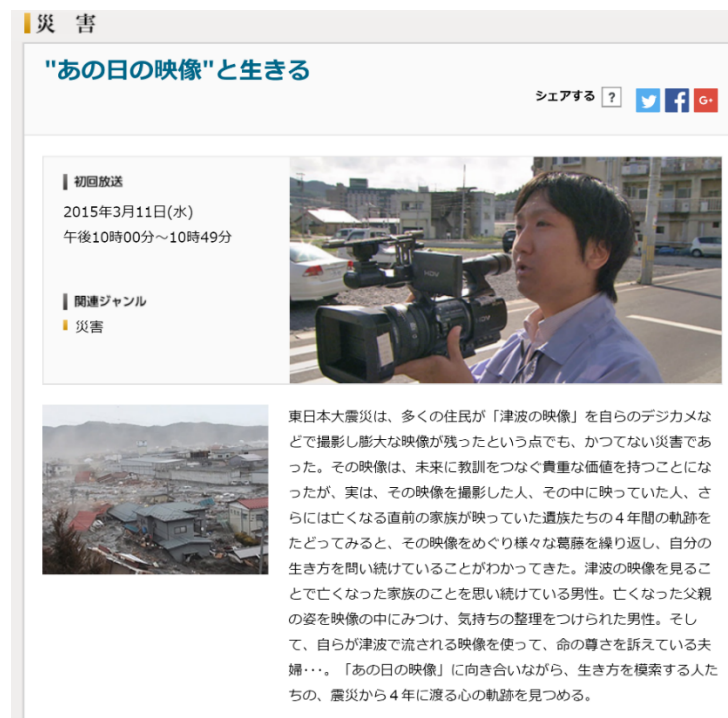 災 害
"あの日の映像"と生きる
シェアする ?
G+
初回放送
2015年3月11日(水)
午後10時00分～10時49分
関連ジャンル
災害
HDV
東日本大震災は、多くの住民が「津波の映像」を自らのデジカメな
どで撮影し膨大な映像が残ったという点でも、かつてない災害であ
った。その映像は、未来に教訓をつなぐ貴重な価値を持つことにな
ったが、実は、その映像を撮影した人、その中に映っていた人、さ
らには亡くなる直前の家族が映っていた遺族たちの４年間の軌跡を
たどってみると、その映像をめぐり様々な葛藤を繰り返し、自分の
生き方を問い続けていることがわかってきた。津波の映像を見るこ
とで亡くなった家族のことを思い続けている男性。亡くなった父親
の姿を映像の中にみつけ、気持ちの整理をつけられた男性。そし
て、自らが津波で流される映像を使って、命の尊さを訴えている夫
婦･･･。「あの日の映像」に向き合いながら、生き方を模索する人た
ちの、震災から４年に渡る心の軌跡を見つめる。